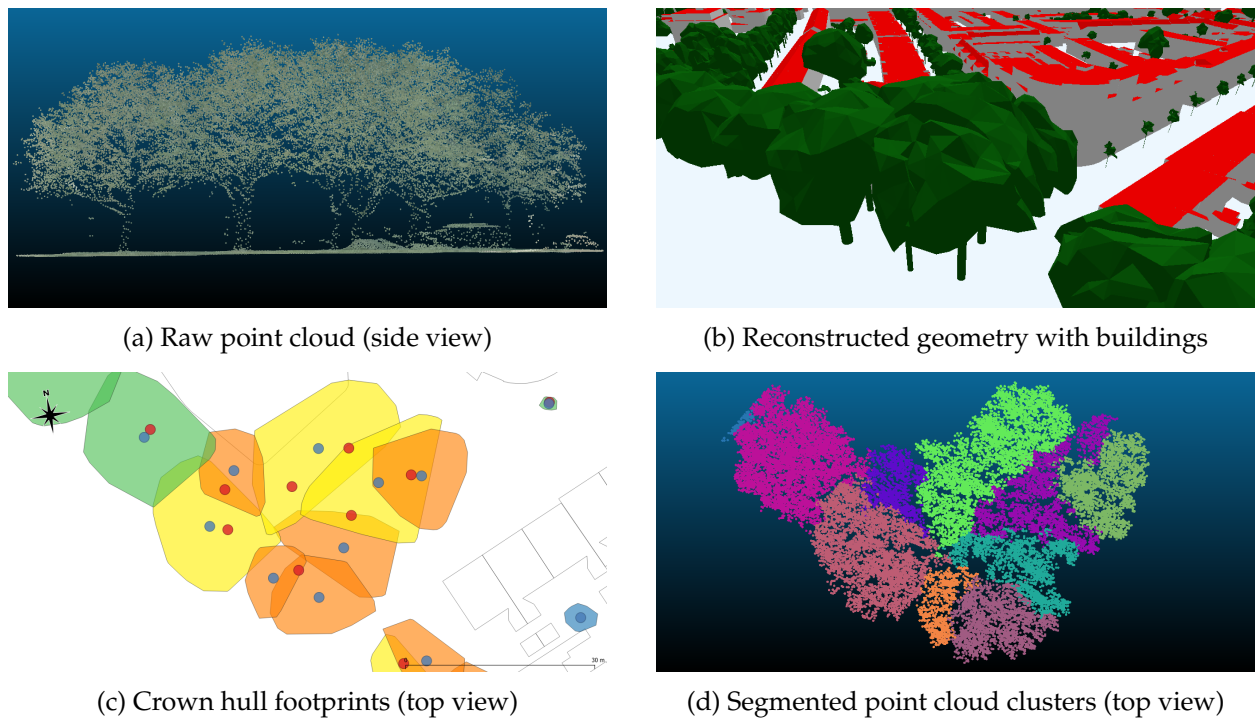 (a) Raw point cloud (side view)
(b) Reconstructed geometry with buildings
N
30 m.
(c) Crown hull footprints (top view)
(d) Segmented point cloud clusters (top view)